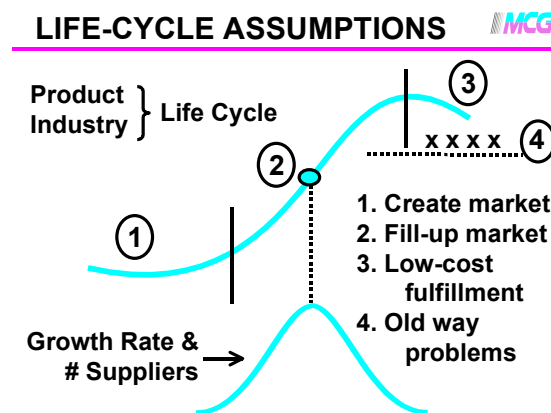 LIFE-CYCLE ASSUMPTIONS
MCG
Product
Industry
} Life Cycle
3
x x x x
4
2
1
1. Create market
2. Fill-up market
3. Low-cost
fulfillment
4. Old way
problems
Growth Rate &
# Suppliers